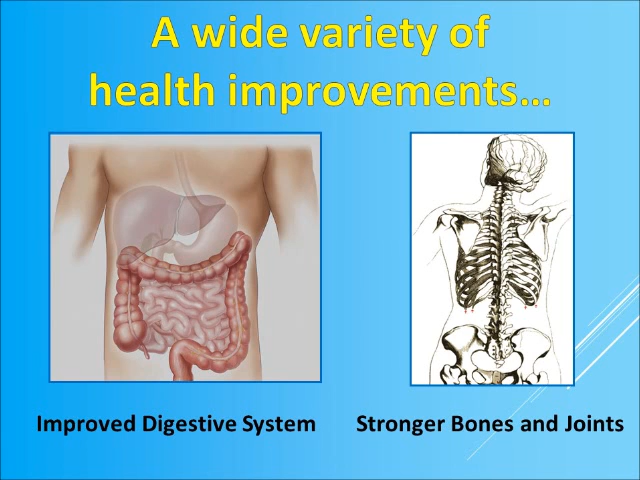 A wide variety of
health improvements...
Improved Digestive System
Stronger Bones and Joints